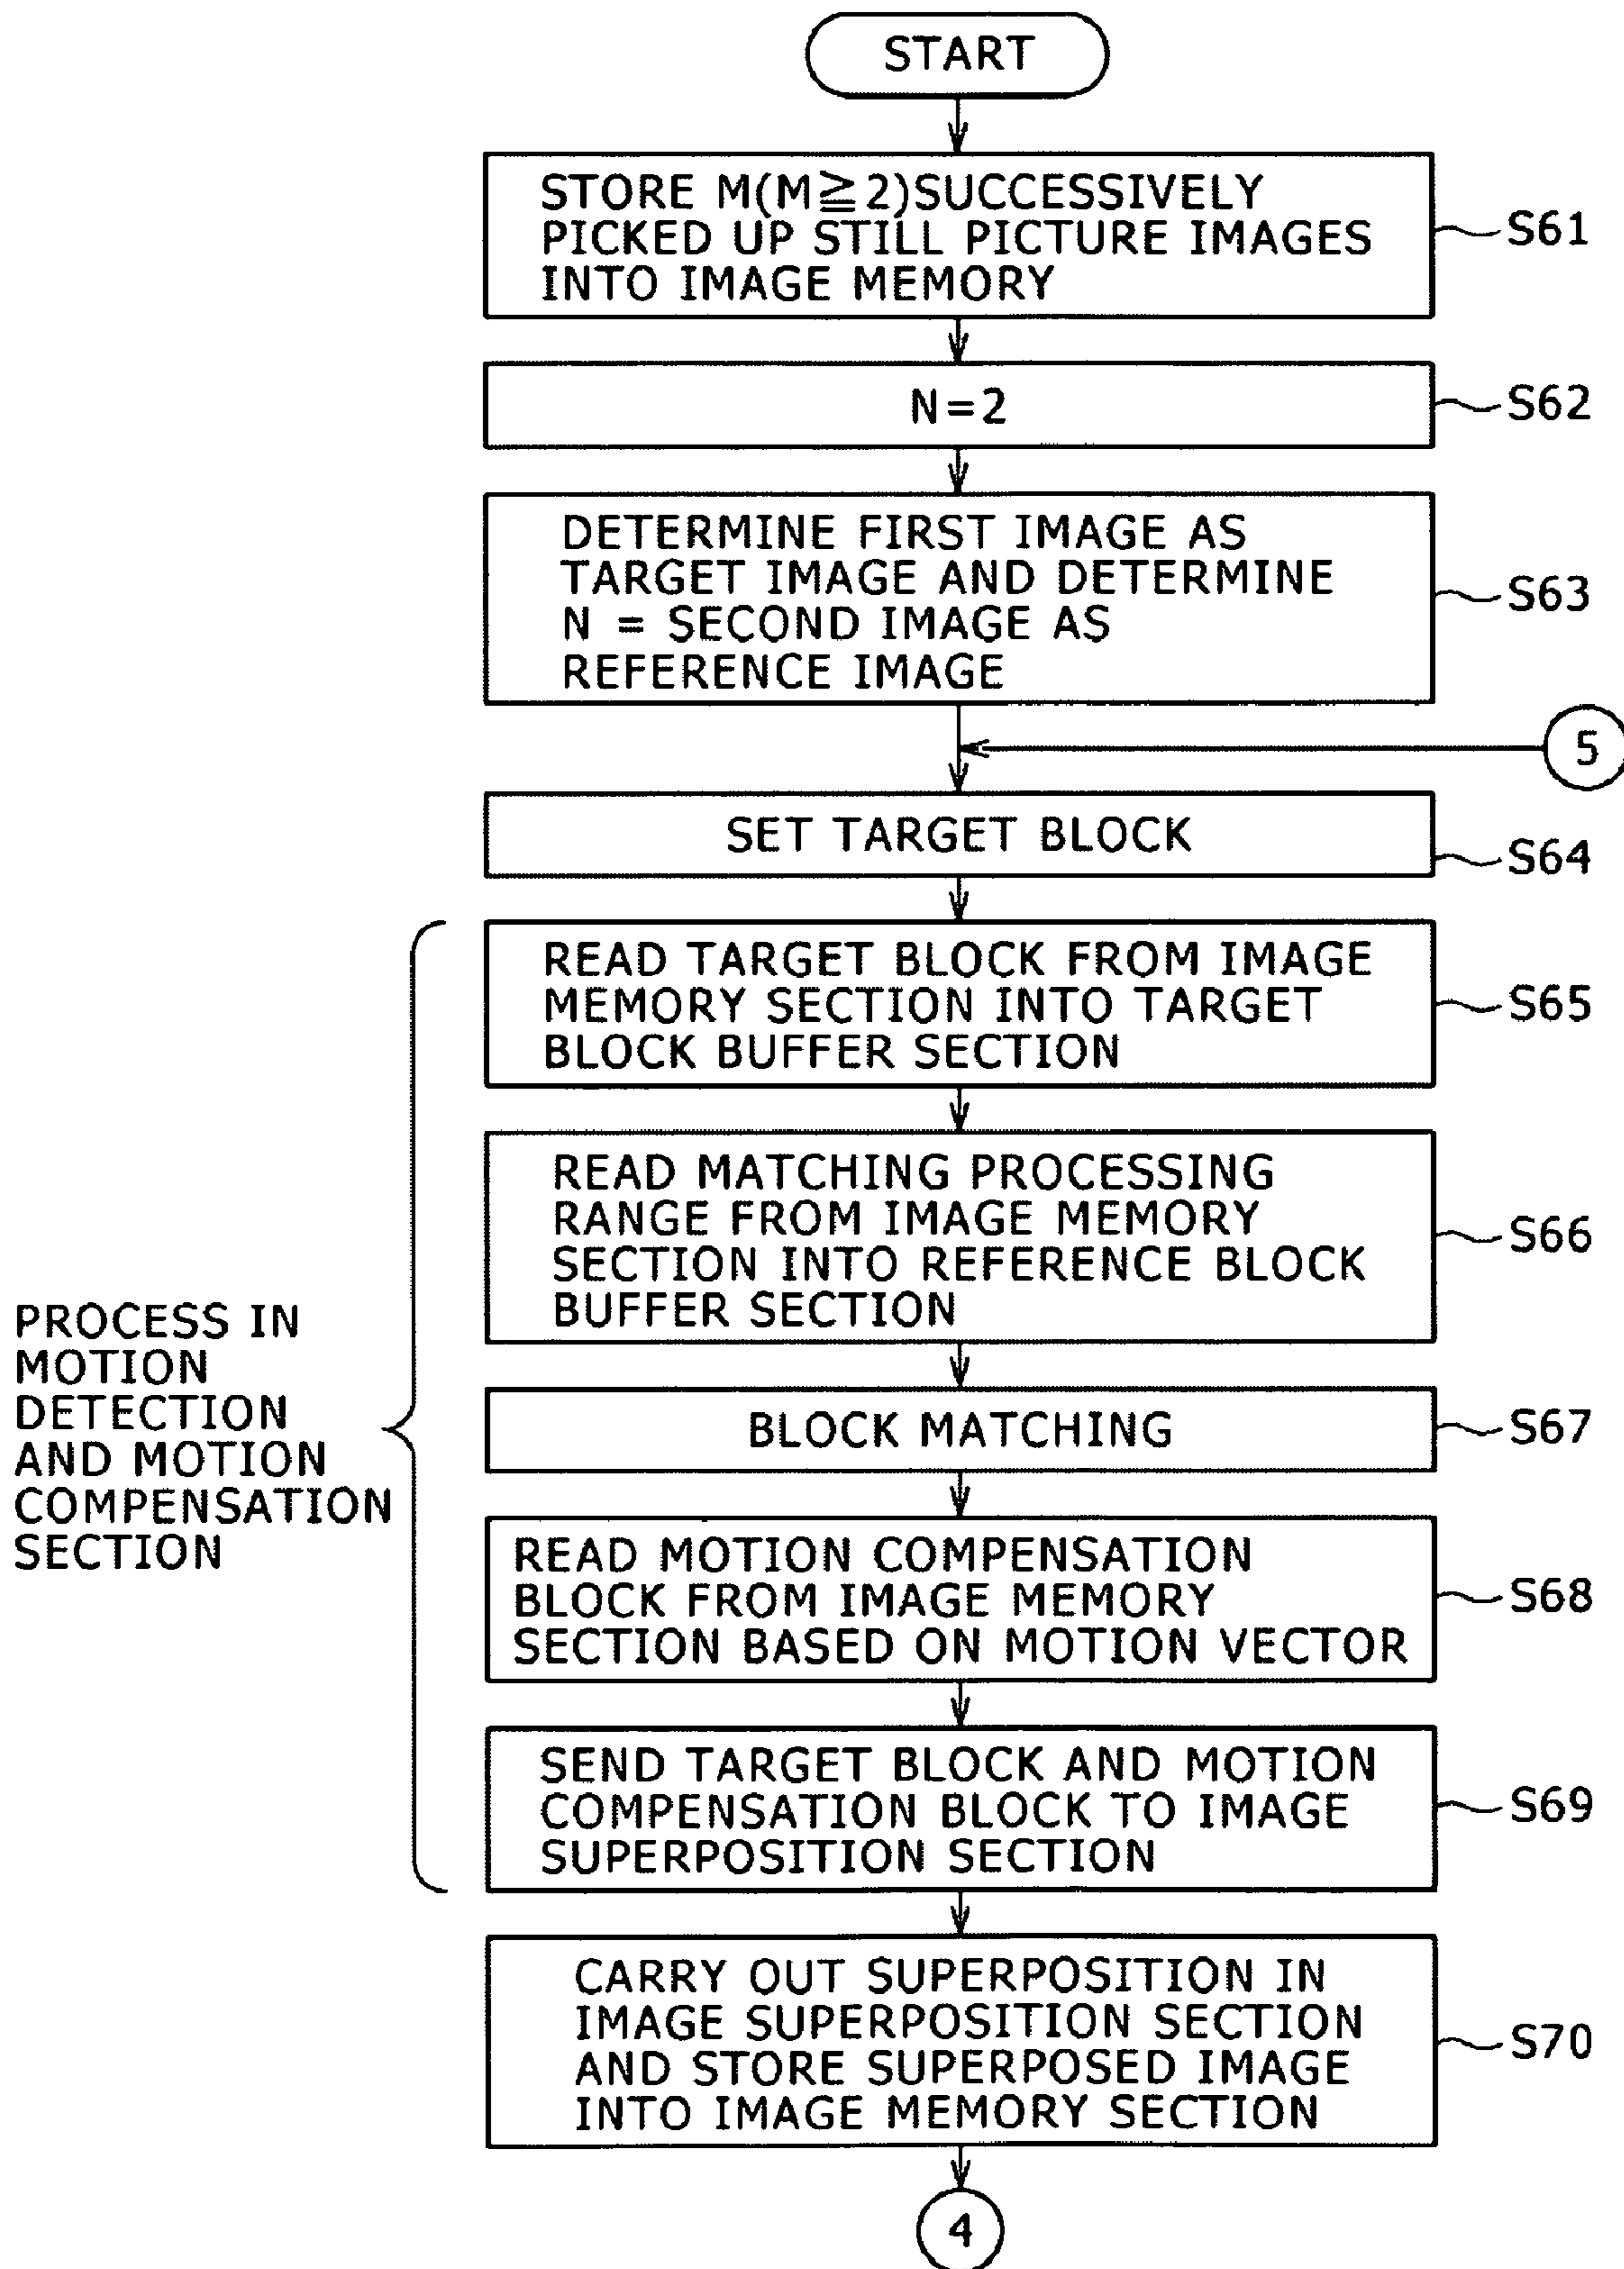 START
STORE M(M≧2)SUCCESSIVELY
PICKED UP STILL PICTURE IMAGES
INTO IMAGE MEMORY
S61
N=2
S62
DETERMINE FIRST IMAGE AS
TARGET IMAGE AND DETERMINE
N = SECOND IMAGE AS
REFERENCE IMAGE
S63
5
SET TARGET BLOCK
S64
READ TARGET BLOCK FROM IMAGE
MEMORY SECTION INTO TARGET
BLOCK BUFFER SECTION
S65
READ MATCHING PROCESSING
RANGE FROM IMAGE MEMORY
SECTION INTO REFERENCE BLOCK
BUFFER SECTION
S66
PROCESS IN
MOTION
DETECTION
AND MOTION
COMPENSATION
SECTION
BLOCK MATCHING
S67
READ MOTION COMPENSATION
BLOCK FROM IMAGE MEMORY
SECTION BASED ON MOTION VECTOR
S68
SEND TARGET BLOCK AND MOTION
COMPENSATION BLOCK TO IMAGE
SUPERPOSITION SECTION
S69
CARRY OUT SUPERPOSITION IN
IMAGE SUPERPOSITION SECTION
AND STORE SUPERPOSED IMAGE
INTO IMAGE MEMORY SECTION
S70
4